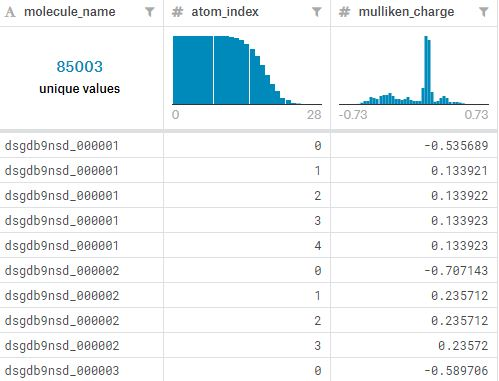 molecule_name # atom_index # mulliken_charge
85003
unique values
0 28 -0.73 0.73
dsgdb9nsd_000001 0 -0.535689
dsgdb9nsd_000001 1 0.133921
dsgdb9nsd_000001 2 0.133922
dsgdb9nsd_000001 3 0.133923
dsgdb9nsd_000001 4 0.133923
dsgdb9nsd_000002 0 -0.707143
dsgdb9nsd_000002 1 0.235712
dsgdb9nsd_000002 2 0.235712
dsgdb9nsd_000002 3 0.23572
dsgdb9nsd_000003 0 -0.589706